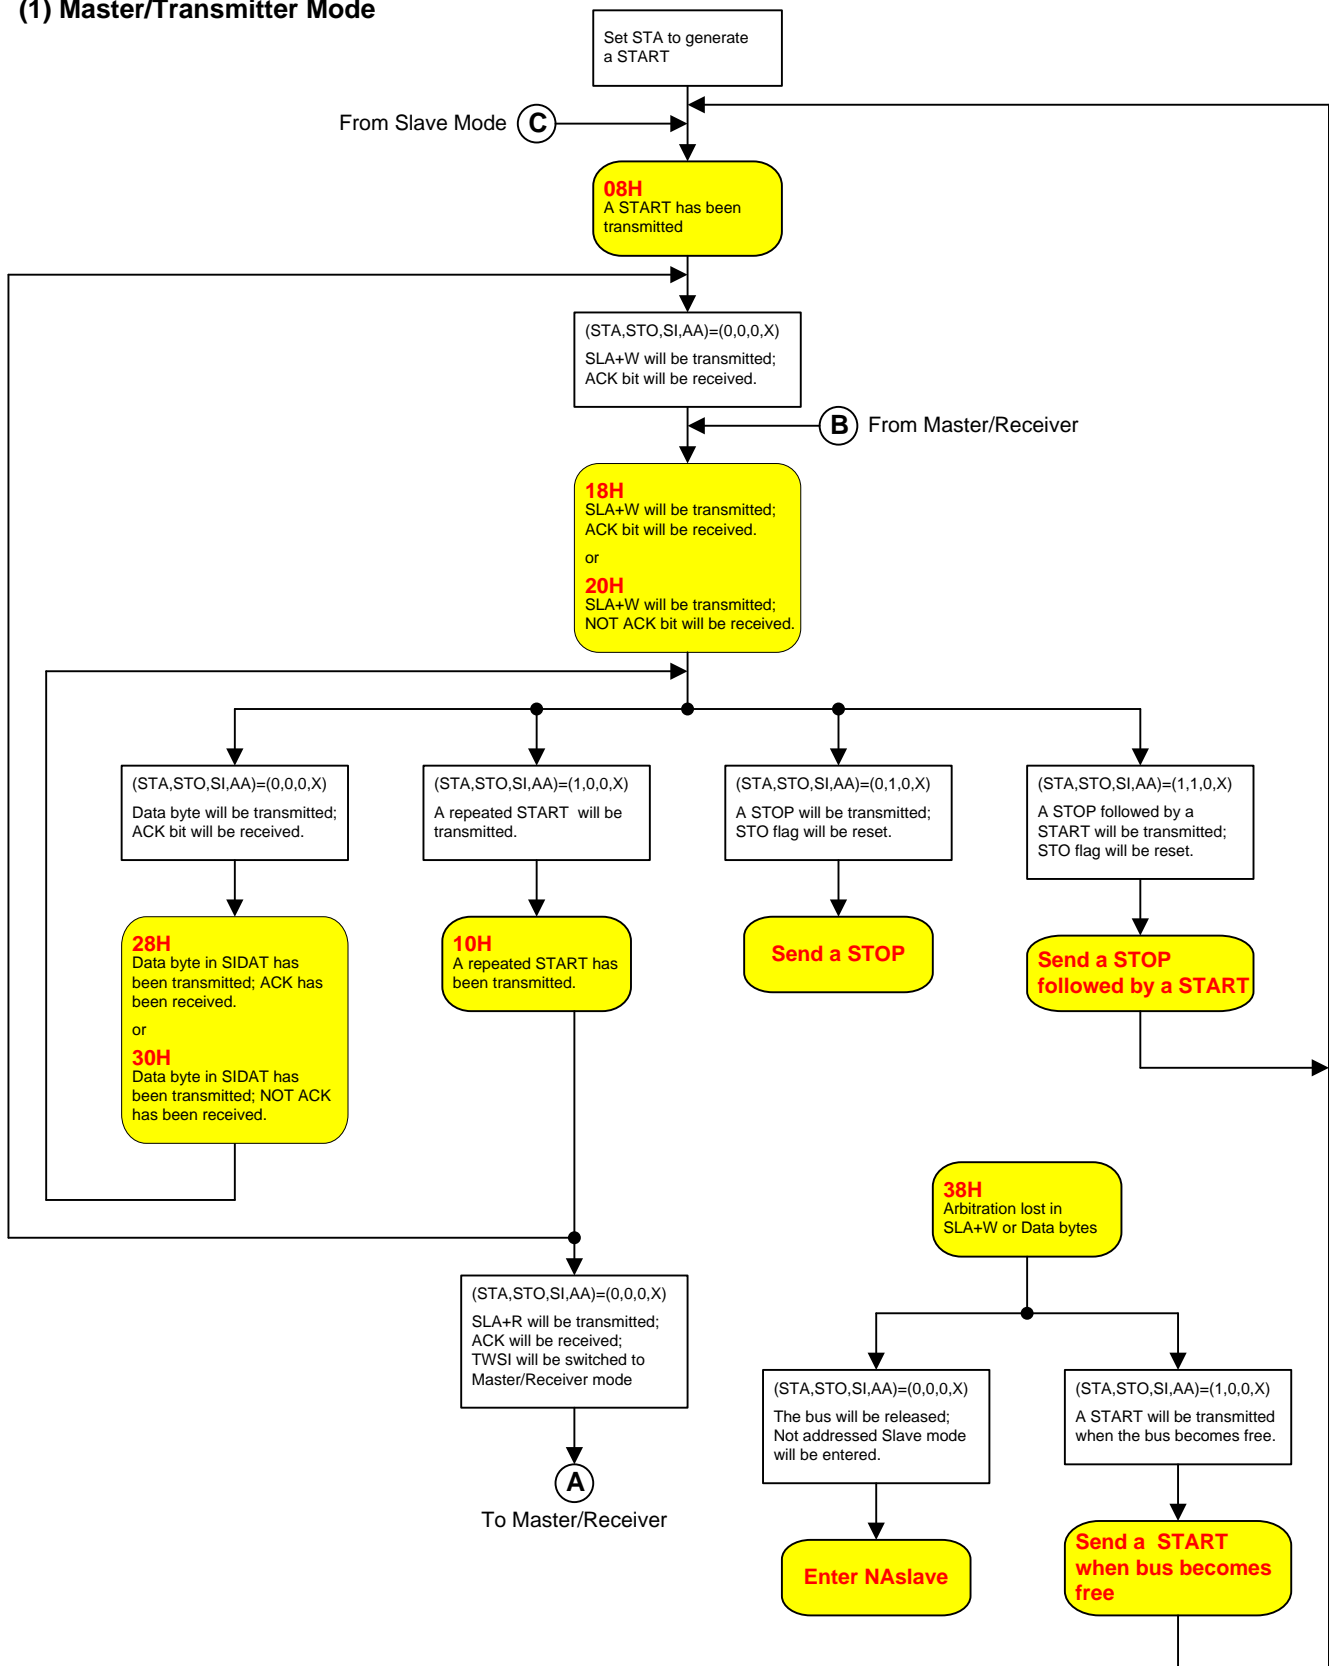 (1) Master/Transmitter Mode
Set STA to generate
a START
From Slave Mode
C
08H
A START has been
transmitted
(STA,STO,SI,AA)=(0,0,0,X)
SLA+W will be transmitted;
ACK bit will be received.
B
From Master/Receiver
18H
SLA+W will be transmitted;
ACK bit will be received.
or
20H
SLA+W will be transmitted;
NOT ACK bit will be received.
(STA,STO,SI,AA)=(0,0,0,X)
Data byte will be transmitted;
ACK bit will be received.
(STA,STO,SI,AA)=(1,0,0,X)
A repeated START will be
transmitted.
(STA,STO,SI,AA)=(0,1,0,X)
A STOP will be transmitted;
STO flag will be reset.
(STA,STO,SI,AA)=(1,1,0,X)
A STOP followed by a
START will be transmitted;
STO flag will be reset.
28H
Data byte in SIDAT has
been transmitted; ACK has
been received.
or
30H
Data byte in SIDAT has
been transmitted; NOT ACK
has been received.
10H
A repeated START has
been transmitted.
Send a STOP
Send a STOP
followed by a START
38H
Arbitration lost in
SLA+W or Data bytes
(STA,STO,SI,AA)=(0,0,0,X)
SLA+R will be transmitted;
ACK will be received;
TWSI will be switched to
Master/Receiver mode
A
To Master/Receiver
(STA,STO,SI,AA)=(0,0,0,X)
The bus will be released;
Not addressed Slave mode
will be entered.
(STA,STO,SI,AA)=(1,0,0,X)
A START will be transmitted
when the bus becomes free.
Enter NAslave
Send a START
when bus becomes
free